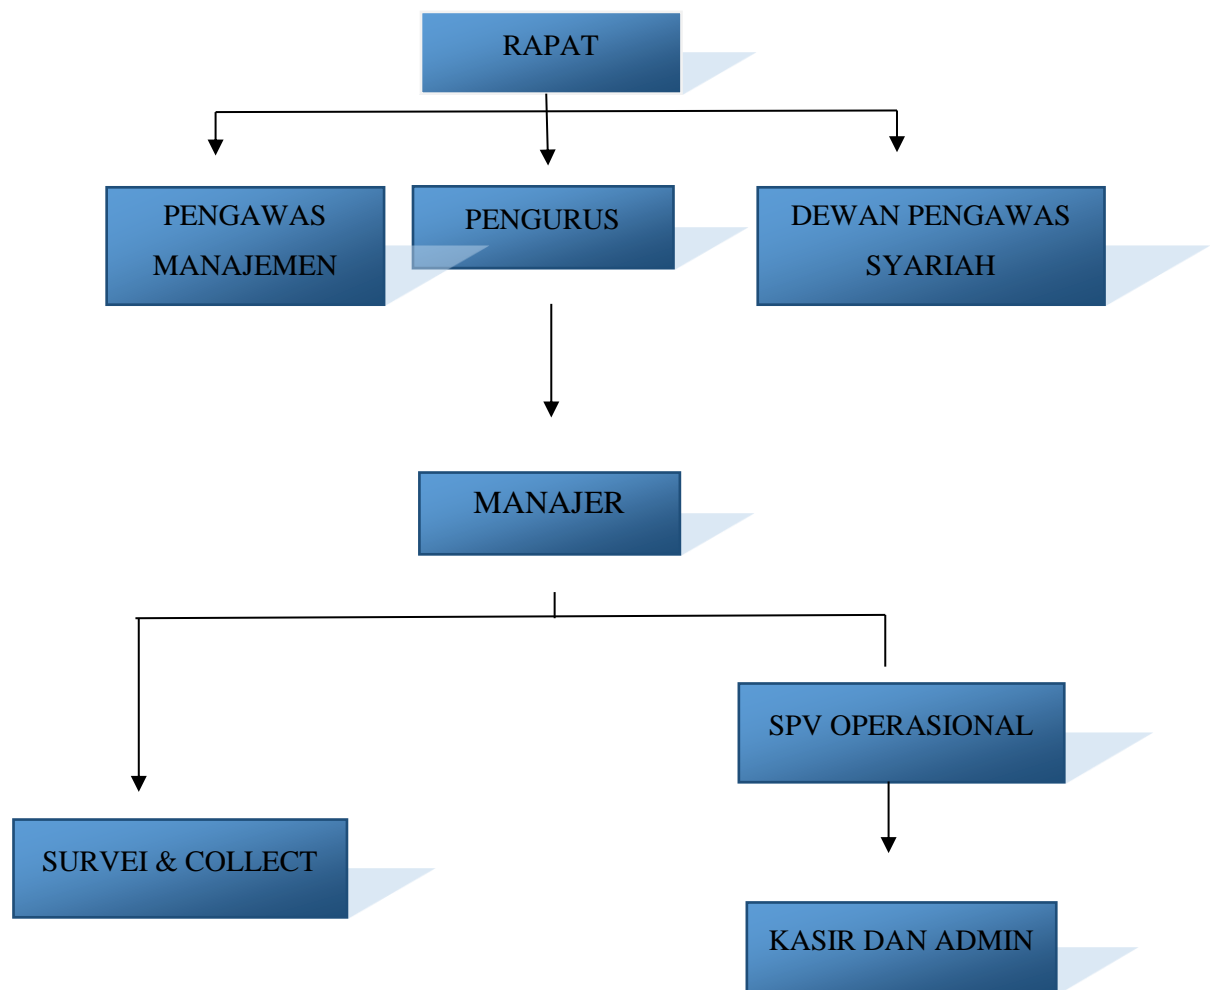 RAPAT
PENGAWAS
MANAJEMEN
PENGURUS
DEWAN PENGAWAS
SYARIAH
MANAJER
SPV OPERASIONAL
SURVEI & COLLECT
KASIR DAN ADMIN